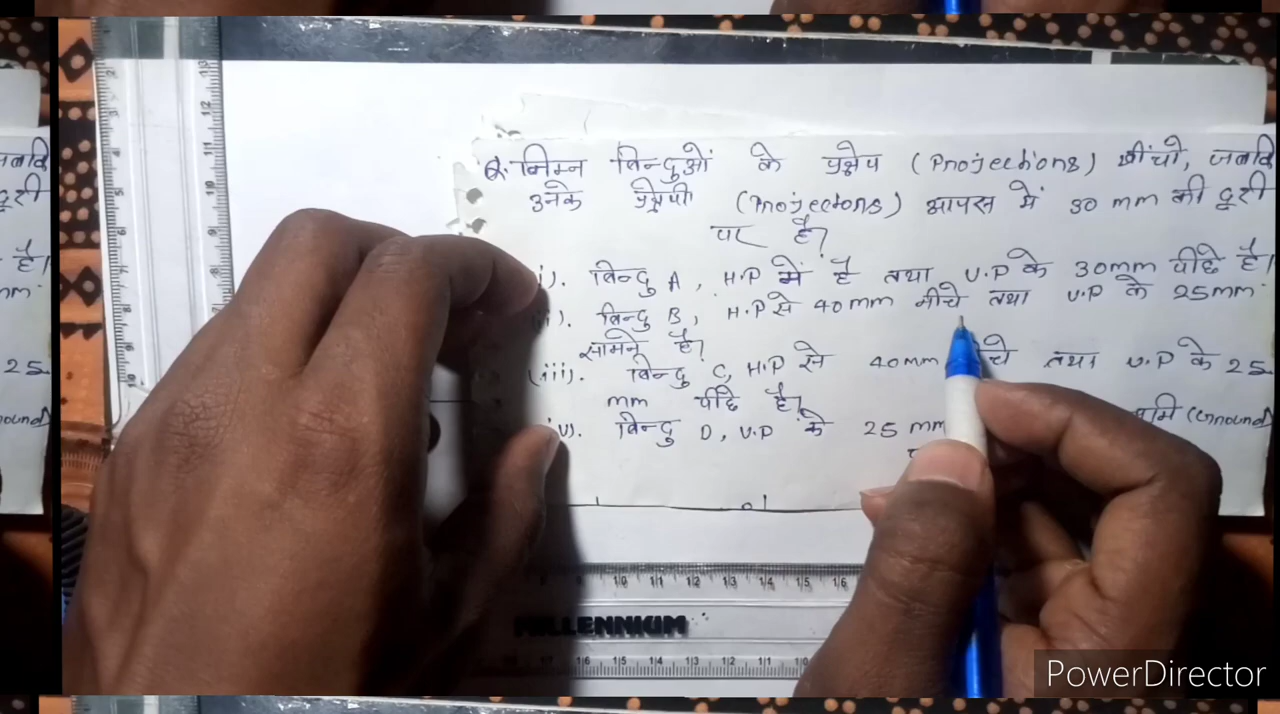 Q. निम्न बिन्दुओं के प्रक्षेप (Projections) खींचो, जबकि
उनके प्रक्षेपी (Projectors) आपस में 30 mm की दूरी
पर है।
i). बिन्दु A, H.P में है तथा V.P के 30mm पीछे है।
ii). बिन्दु B, H.P से 40mm नीचे तथा V.P के 25mm
सामने है।
(iii). बिन्दु C, H.P से 40mm तथा V.P के 25
mm पीछे है।
iv). बिन्दु D, V.P के 25 mm (Ground)
MILLENNIUM
PowerDirector